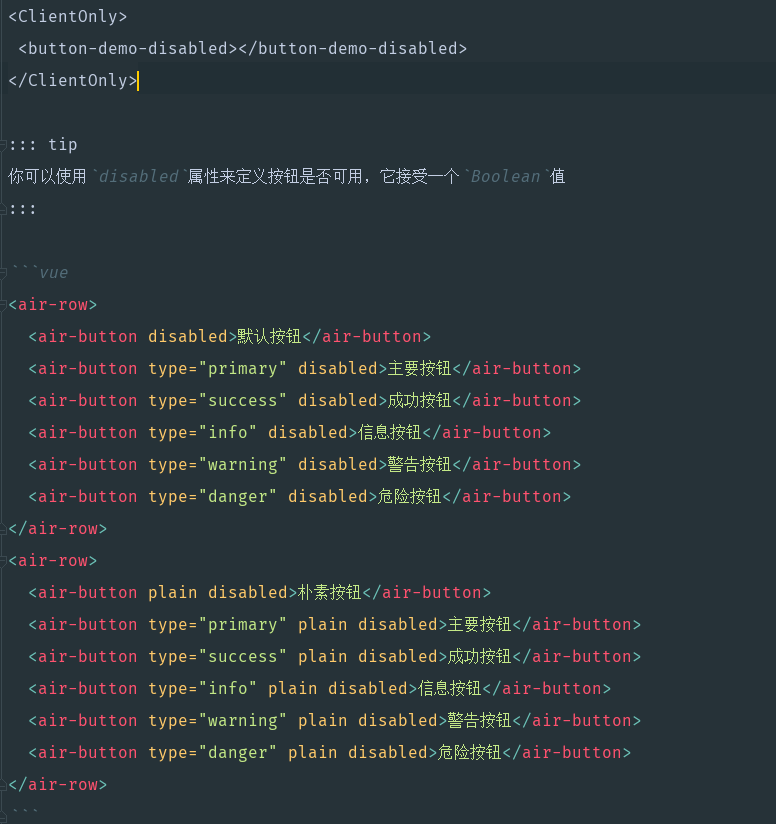 <ClientOnly>
 <button-demo-disabled></button-demo-disabled>
</ClientOnly>
::: tip
你可以使用`disabled`属性来定义按钮是否可用，它接受一个`Boolean`值
:::
```vue
<air-row>
  <air-button disabled>默认按钮</air-button>
  <air-button type="primary" disabled>主要按钮</air-button>
  <air-button type="success" disabled>成功按钮</air-button>
  <air-button type="info" disabled>信息按钮</air-button>
  <air-button type="warning" disabled>警告按钮</air-button>
  <air-button type="danger" disabled>危险按钮</air-button>
</air-row>
<air-row>
  <air-button plain disabled>朴素按钮</air-button>
  <air-button type="primary" plain disabled>主要按钮</air-button>
  <air-button type="success" plain disabled>成功按钮</air-button>
  <air-button type="info" plain disabled>信息按钮</air-button>
  <air-button type="warning" plain disabled>警告按钮</air-button>
  <air-button type="danger" plain disabled>危险按钮</air-button>
</air-row>
```